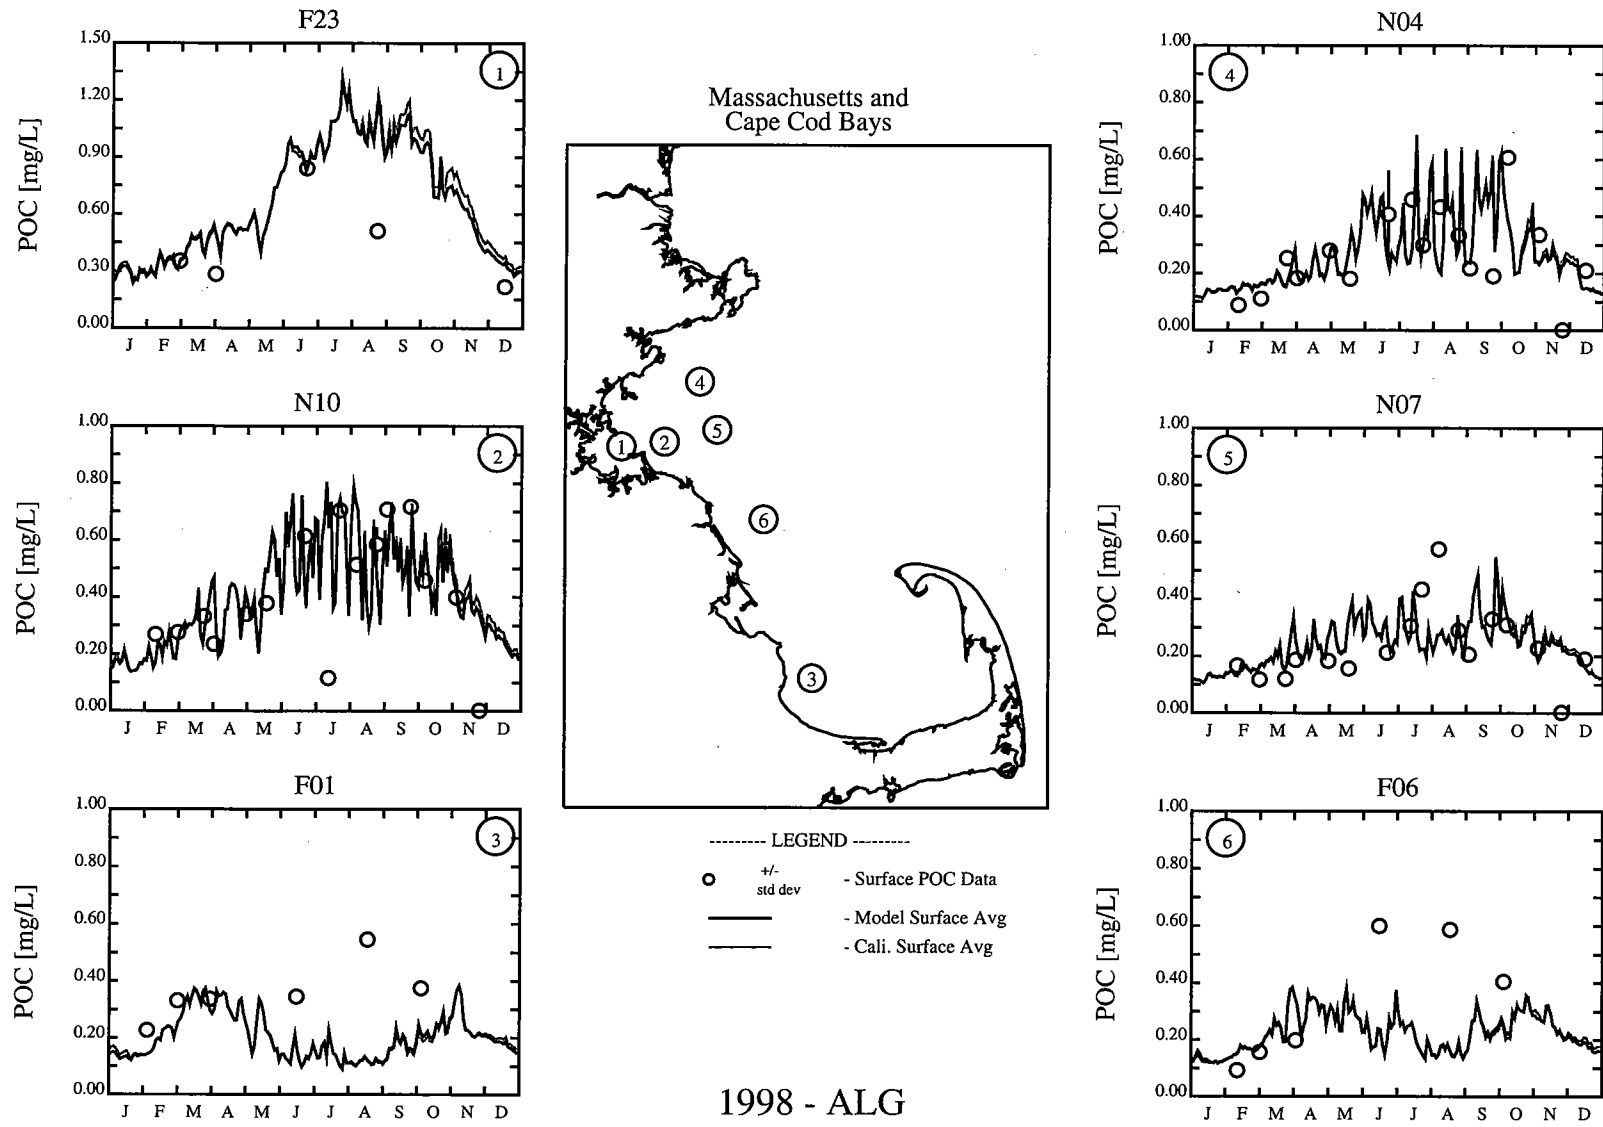 F23
1.50
1.20
0.90
0.60
0.30
0.00
POC [mg/L]
1
J F M A M J J A S O N D
N10
1.00
0.80
0.60
0.40
0.20
0.00
POC [mg/L]
2
J F M A M J J A S O N D
F01
1.00
0.80
0.60
0.40
0.20
0.00
POC [mg/L]
3
J F M A M J J A S O N D
Massachusetts and
Cape Cod Bays
4
5
1 2
6
3
-------- LEGEND --------
+/-
std dev
- Surface POC Data
- Model Surface Avg
- Cali. Surface Avg
1998 - ALG
N04
1.00
0.80
0.60
0.40
0.20
0.00
POC [mg/L]
4
J F M A M J J A S O N D
N07
1.00
0.80
0.60
0.40
0.20
0.00
POC [mg/L]
5
J F M A M J J A S O N D
F06
1.00
0.80
0.60
0.40
0.20
0.00
POC [mg/L]
6
J F M A M J J A S O N D